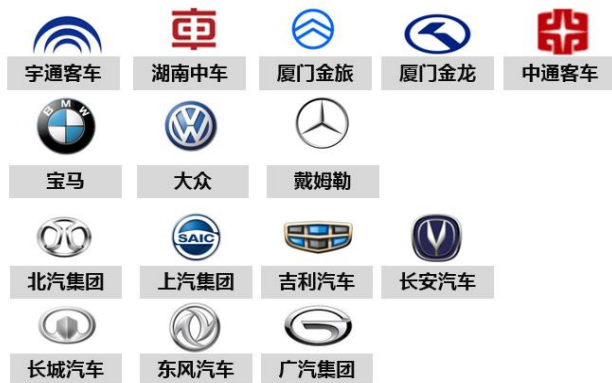 宇通客车 湖南中车 厦门金旅 厦门金龙 中通客车
BMW
宝马 大众 戴姆勒
SAIC
北汽集团 上汽集团 吉利汽车 长安汽车
长城汽车 东风汽车 广汽集团